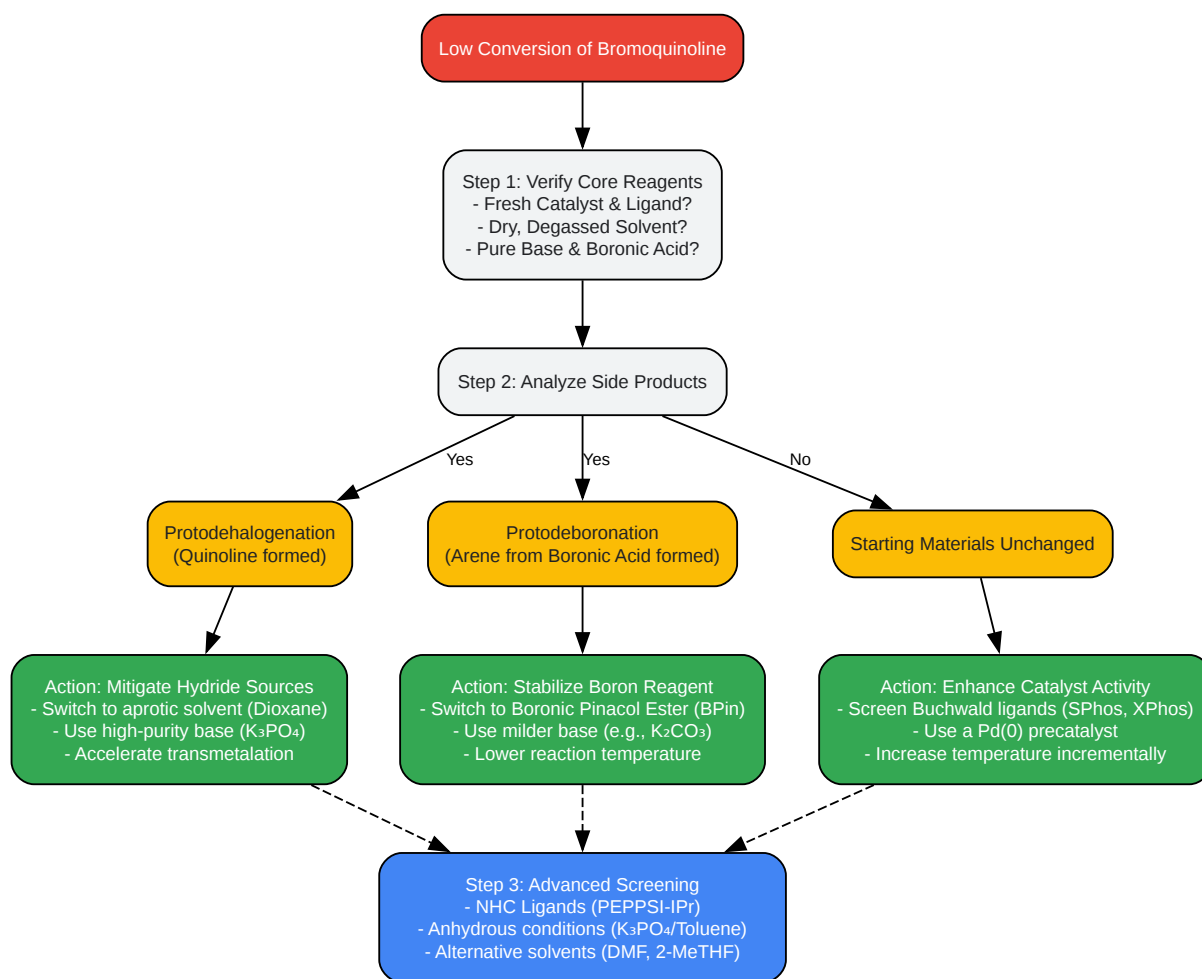 Low Conversion of Bromoquinoline
Step 1: Verify Core Reagents
- Fresh Catalyst & Ligand?
- Dry, Degassed Solvent?
- Pure Base & Boronic Acid?
Step 2: Analyze Side Products
Yes
Yes
No
Protodehalogenation
(Quinoline formed)
Protodeboronation
(Arene from Boronic Acid formed)
Starting Materials Unchanged
Action: Mitigate Hydride Sources
- Switch to aprotic solvent (Dioxane)
- Use high-purity base (K₃PO₄)
- Accelerate transmetalation
Action: Stabilize Boron Reagent
- Switch to Boronic Pinacol Ester (BPin)
- Use milder base (e.g., K₂CO₃)
- Lower reaction temperature
Action: Enhance Catalyst Activity
- Screen Buchwald ligands (SPhos, XPhos)
- Use a Pd(0) precatalyst
- Increase temperature incrementally
Step 3: Advanced Screening
- NHC Ligands (PEPPSI-IPr)
- Anhydrous conditions (K₃PO₄/Toluene)
- Alternative solvents (DMF, 2-MeTHF)